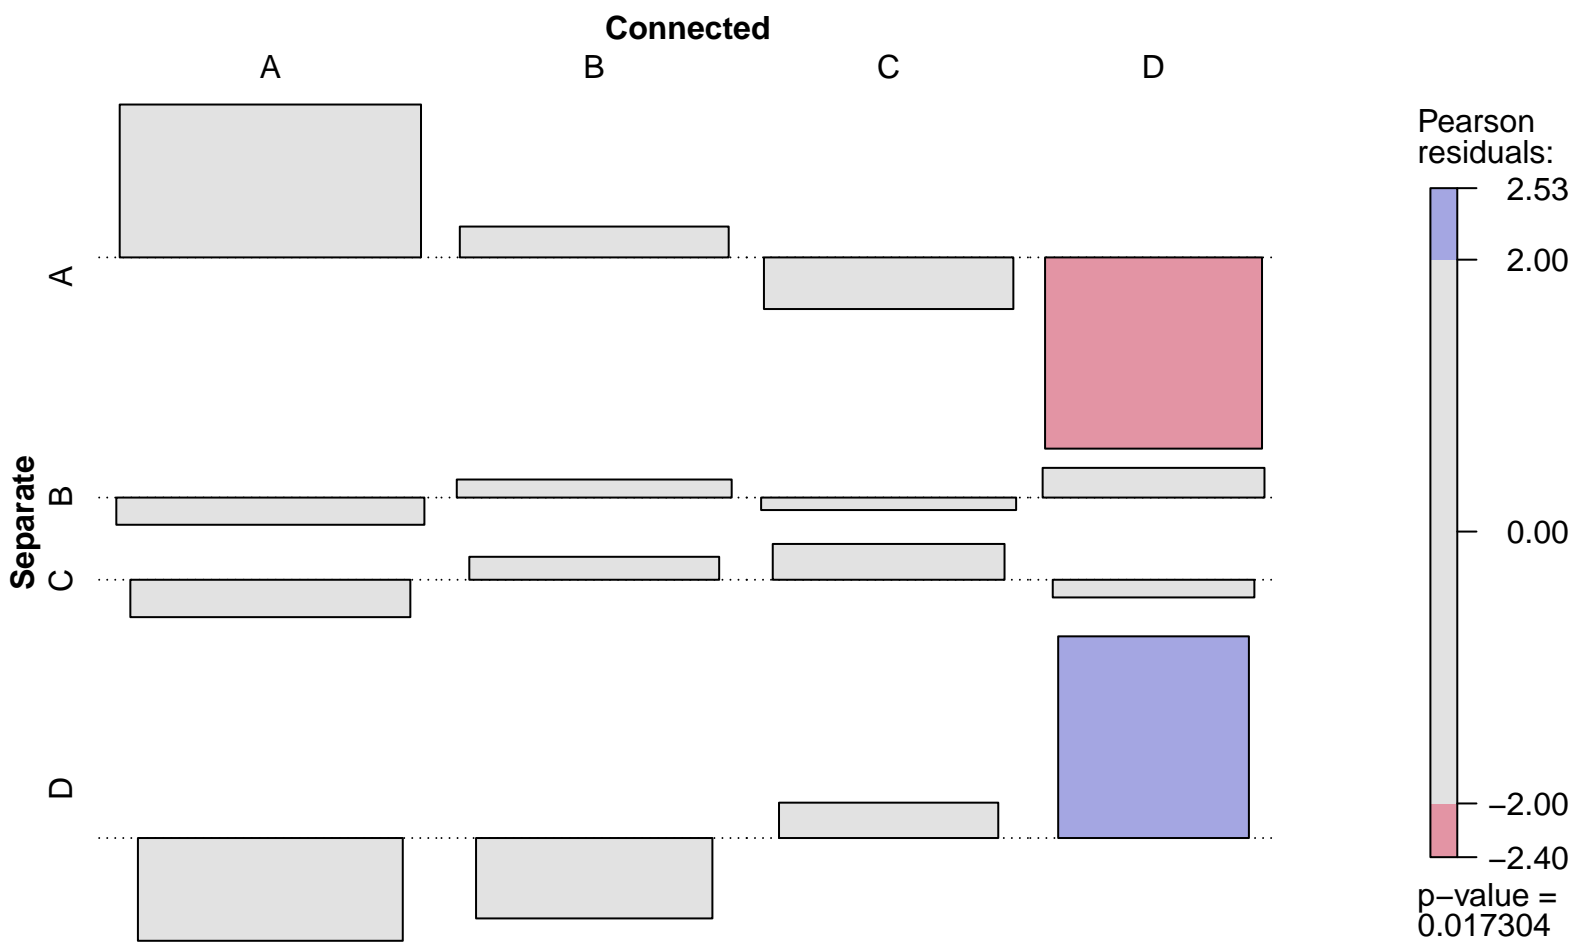 Connected
A B C D
Separate
A
B
C
D
Pearson
residuals:
2.53
2.00
0.00
−2.00
−2.40
p−value =
0.017304